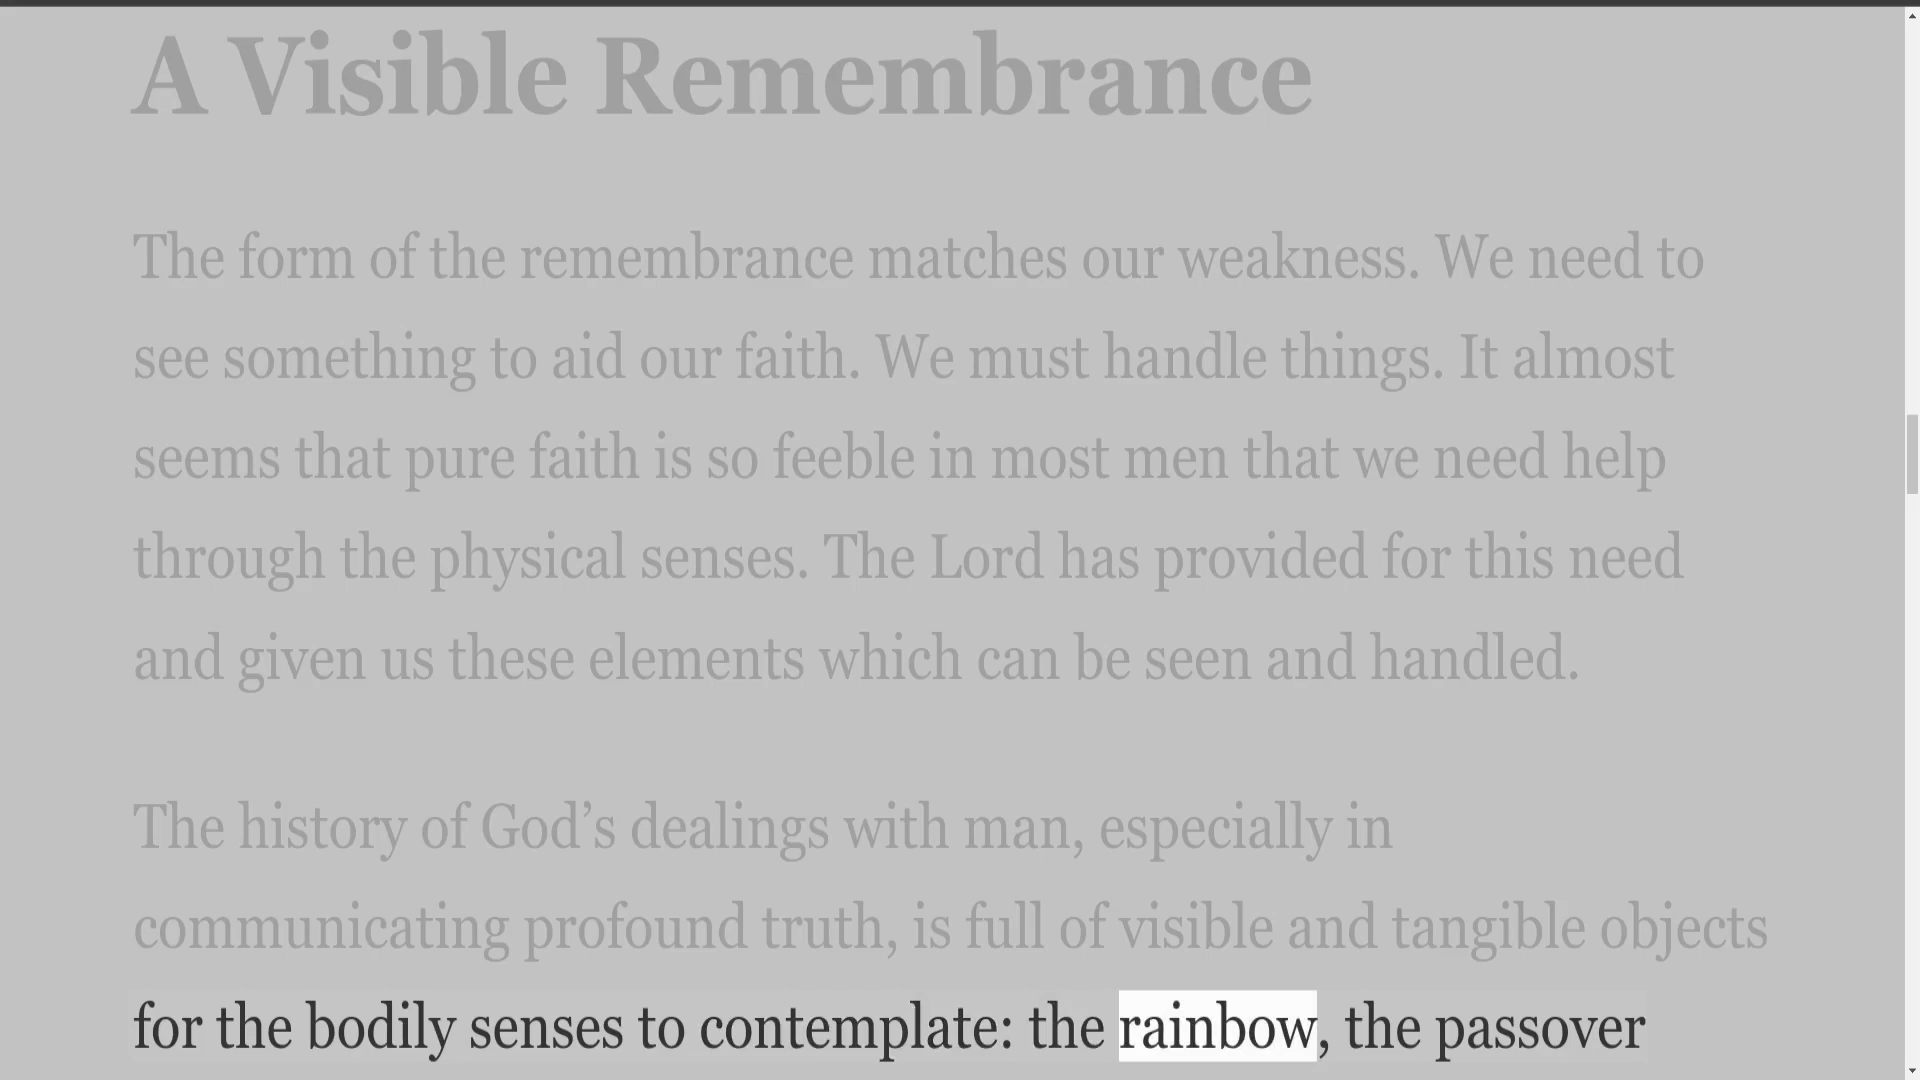 A Visible Remembrance
The form of the remembrance matches our weakness. We need to
see something to aid our faith. We must handle things. It almost
seems that pure faith is so feeble in most men that we need help
through the physical senses. The Lord has provided for this need
and given us these elements which can be seen and handled.
The history of God’s dealings with man, especially in
communicating profound truth, is full of visible and tangible objects
for the bodily senses to contemplate: the rainbow, the passover